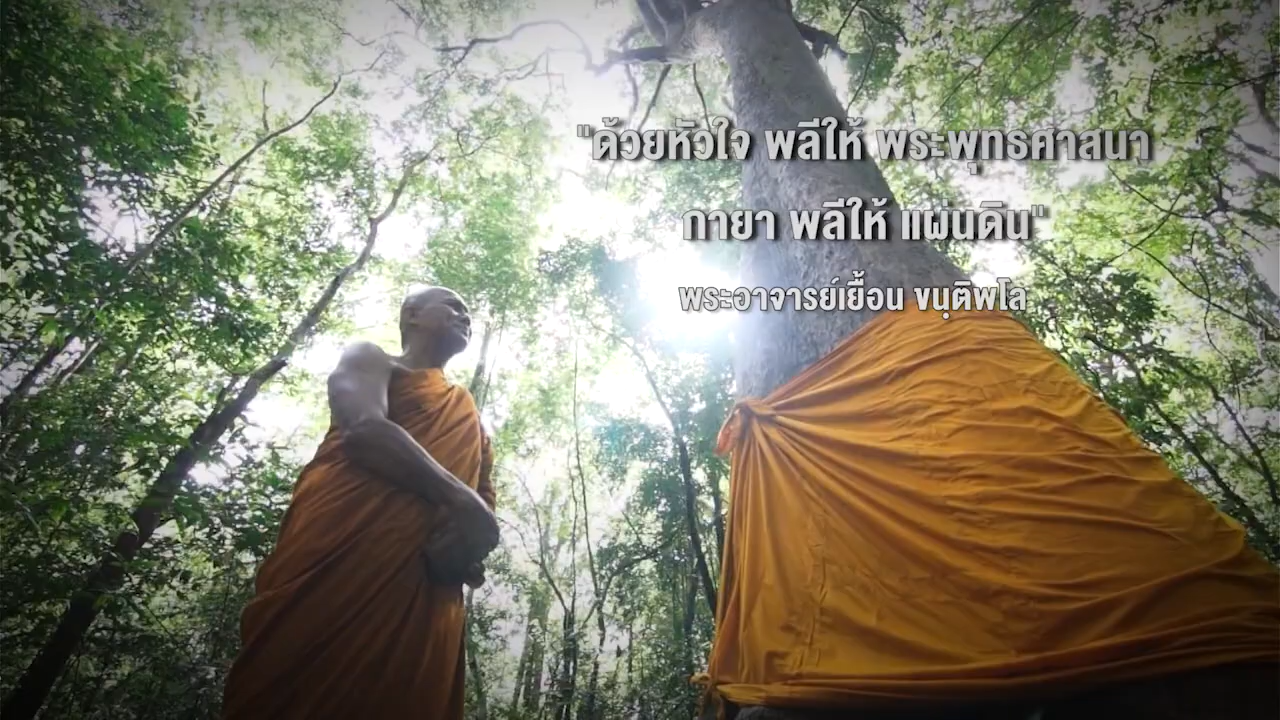 "ด้วยหัวใจ พลีให้ พระพุทธศาสนา
กายา พลีให้ แผ่นดิน"
พระอาจารย์เยื้อน ขนฺติพโล